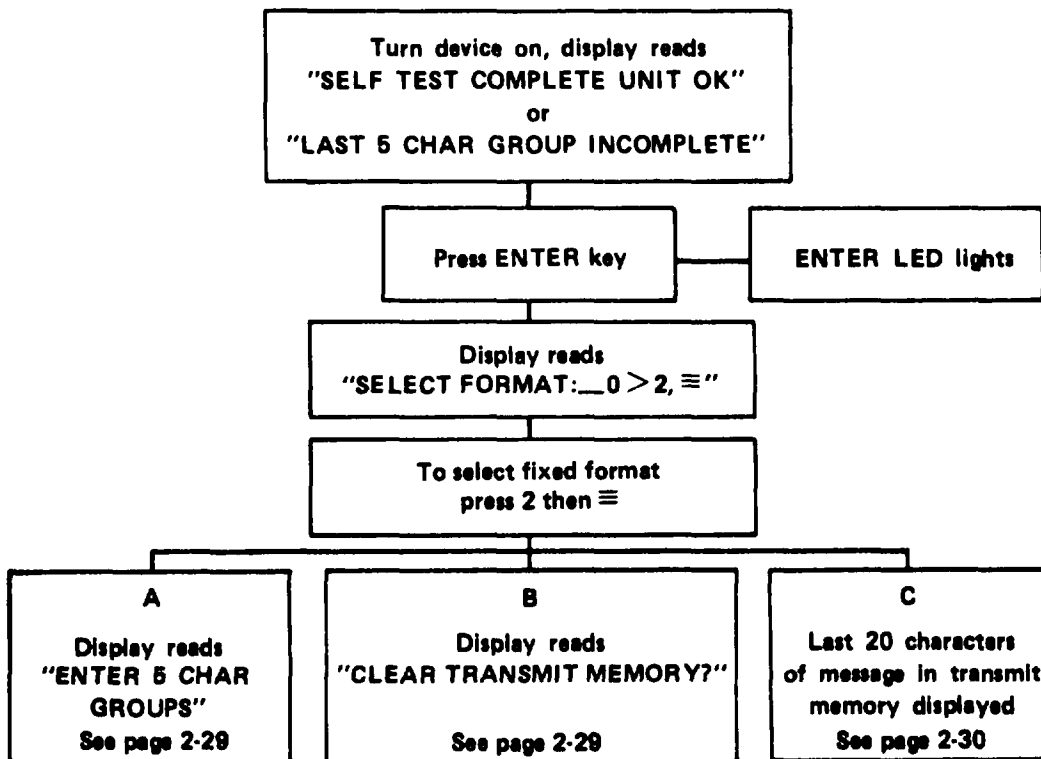 Turn device on, display reads
"SELF TEST COMPLETE UNIT OK"
or
"LAST 5 CHAR GROUP INCOMPLETE"
Press ENTER key
ENTER LED lights
Display reads
"SELECT FORMAT:__0 > 2, ≡"
To select fixed format
press 2 then ≡
A
Display reads
"ENTER 5 CHAR
GROUPS"
See page 2-29
B
Display reads
"CLEAR TRANSMIT MEMORY?"
See page 2-29
C
Last 20 characters
of message in transmit
memory displayed
See page 2-30